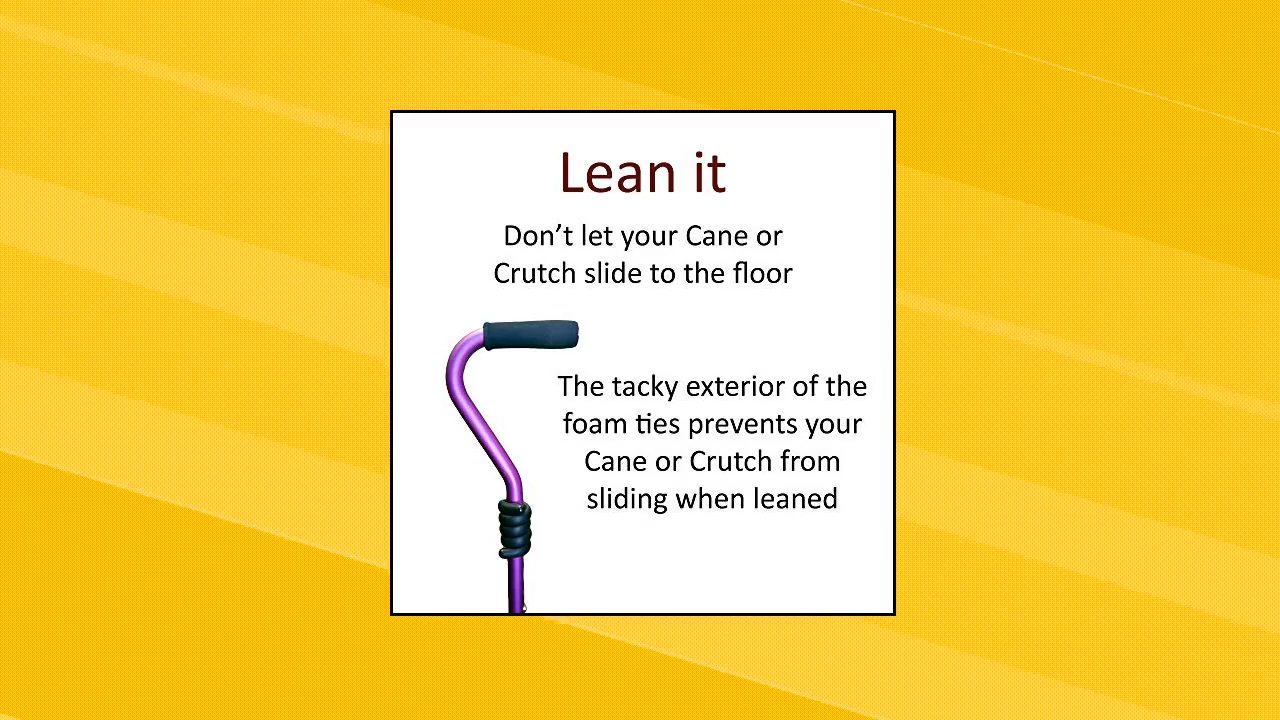 Lean it
Don’t let your Cane or
Crutch slide to the floor
The tacky exterior of the
foam ties prevents your
Cane or Crutch from
sliding when leaned